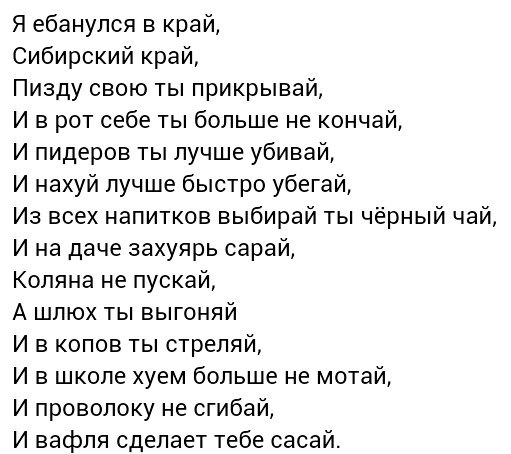 Я ебанулся в край,
Сибирский край,
Пизду свою ты прикрывай,
И в рот себе ты больше не кончай,
И пидеров ты лучше убивай,
И нахуй лучше быстро убегай,
Из всех напитков выбирай ты чёрный чай,
И на даче захуярь сарай,
Коляна не пускай,
А шлюх ты выгоняй
И в копов ты стреляй,
И в школе хуем больше не мотай,
И проволоку не сгибай,
И вафля сделает тебе сасай.